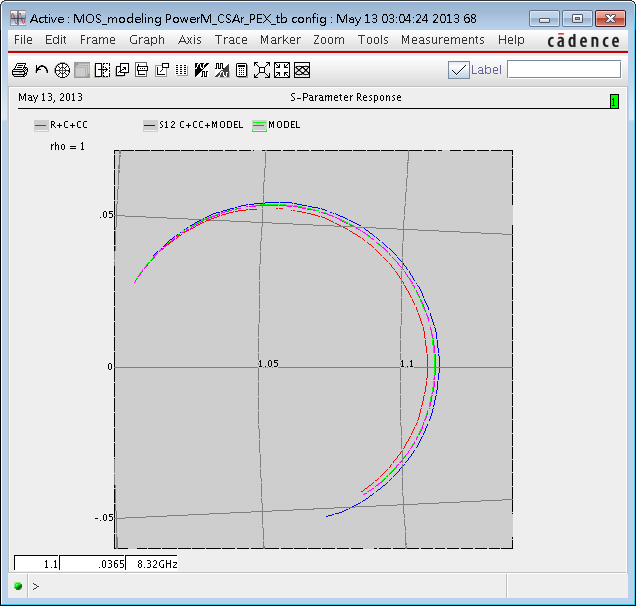 Active : MOS_modeling PowerM_CSAr_PEX_tb config : May 13 03:04:24 2013 68
File Edit Frame Graph Axis Trace Marker Zoom Tools Measurements Help cādence
Label
May 13, 2013 S-Parameter Response 1
R+C+CC S12 C+CC+MODEL MODEL
rho = 1
.05
0 1.05 1.1
-.05
1.1 .0365 8.32GHz
>